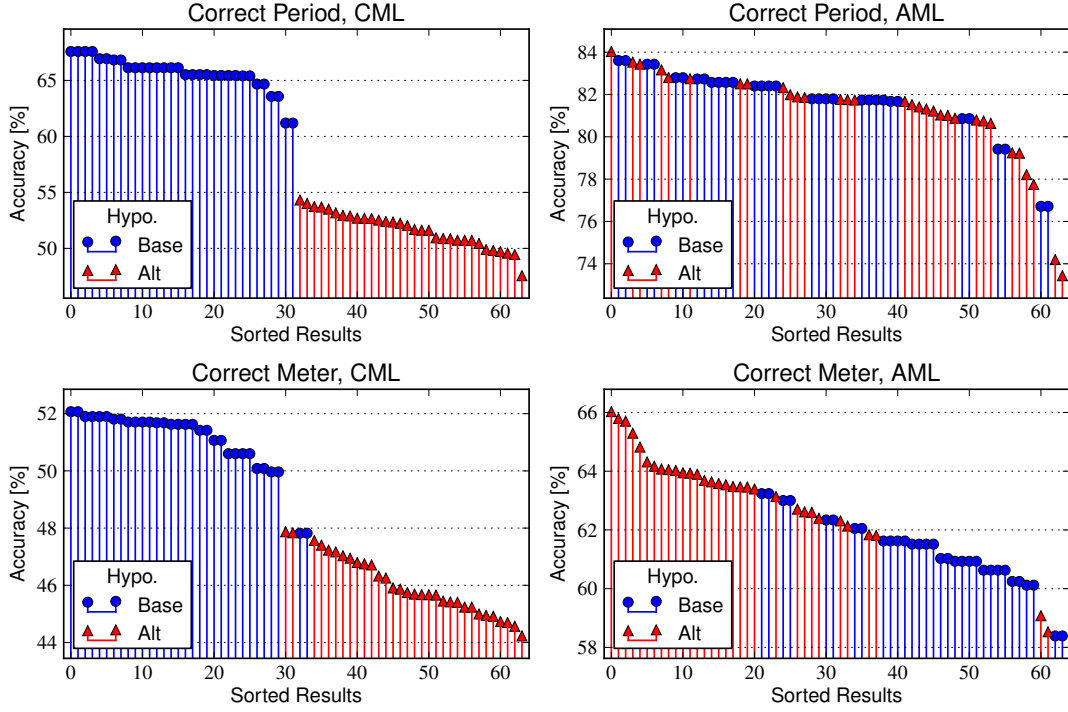 Correct Period, CML
Accuracy [%]
65
60
55
50
Hypo.
Base
Alt
0 10 20 30 40 50 60
Sorted Results
Correct Period, AML
Accuracy [%]
84
82
80
78
76
74
Hypo.
Base
Alt
0 10 20 30 40 50 60
Sorted Results
Correct Meter, CML
Accuracy [%]
52
50
48
46
44
Hypo.
Base
Alt
0 10 20 30 40 50 60
Sorted Results
Correct Meter, AML
Accuracy [%]
66
64
62
60
58
Hypo.
Base
Alt
0 10 20 30 40 50 60
Sorted Results